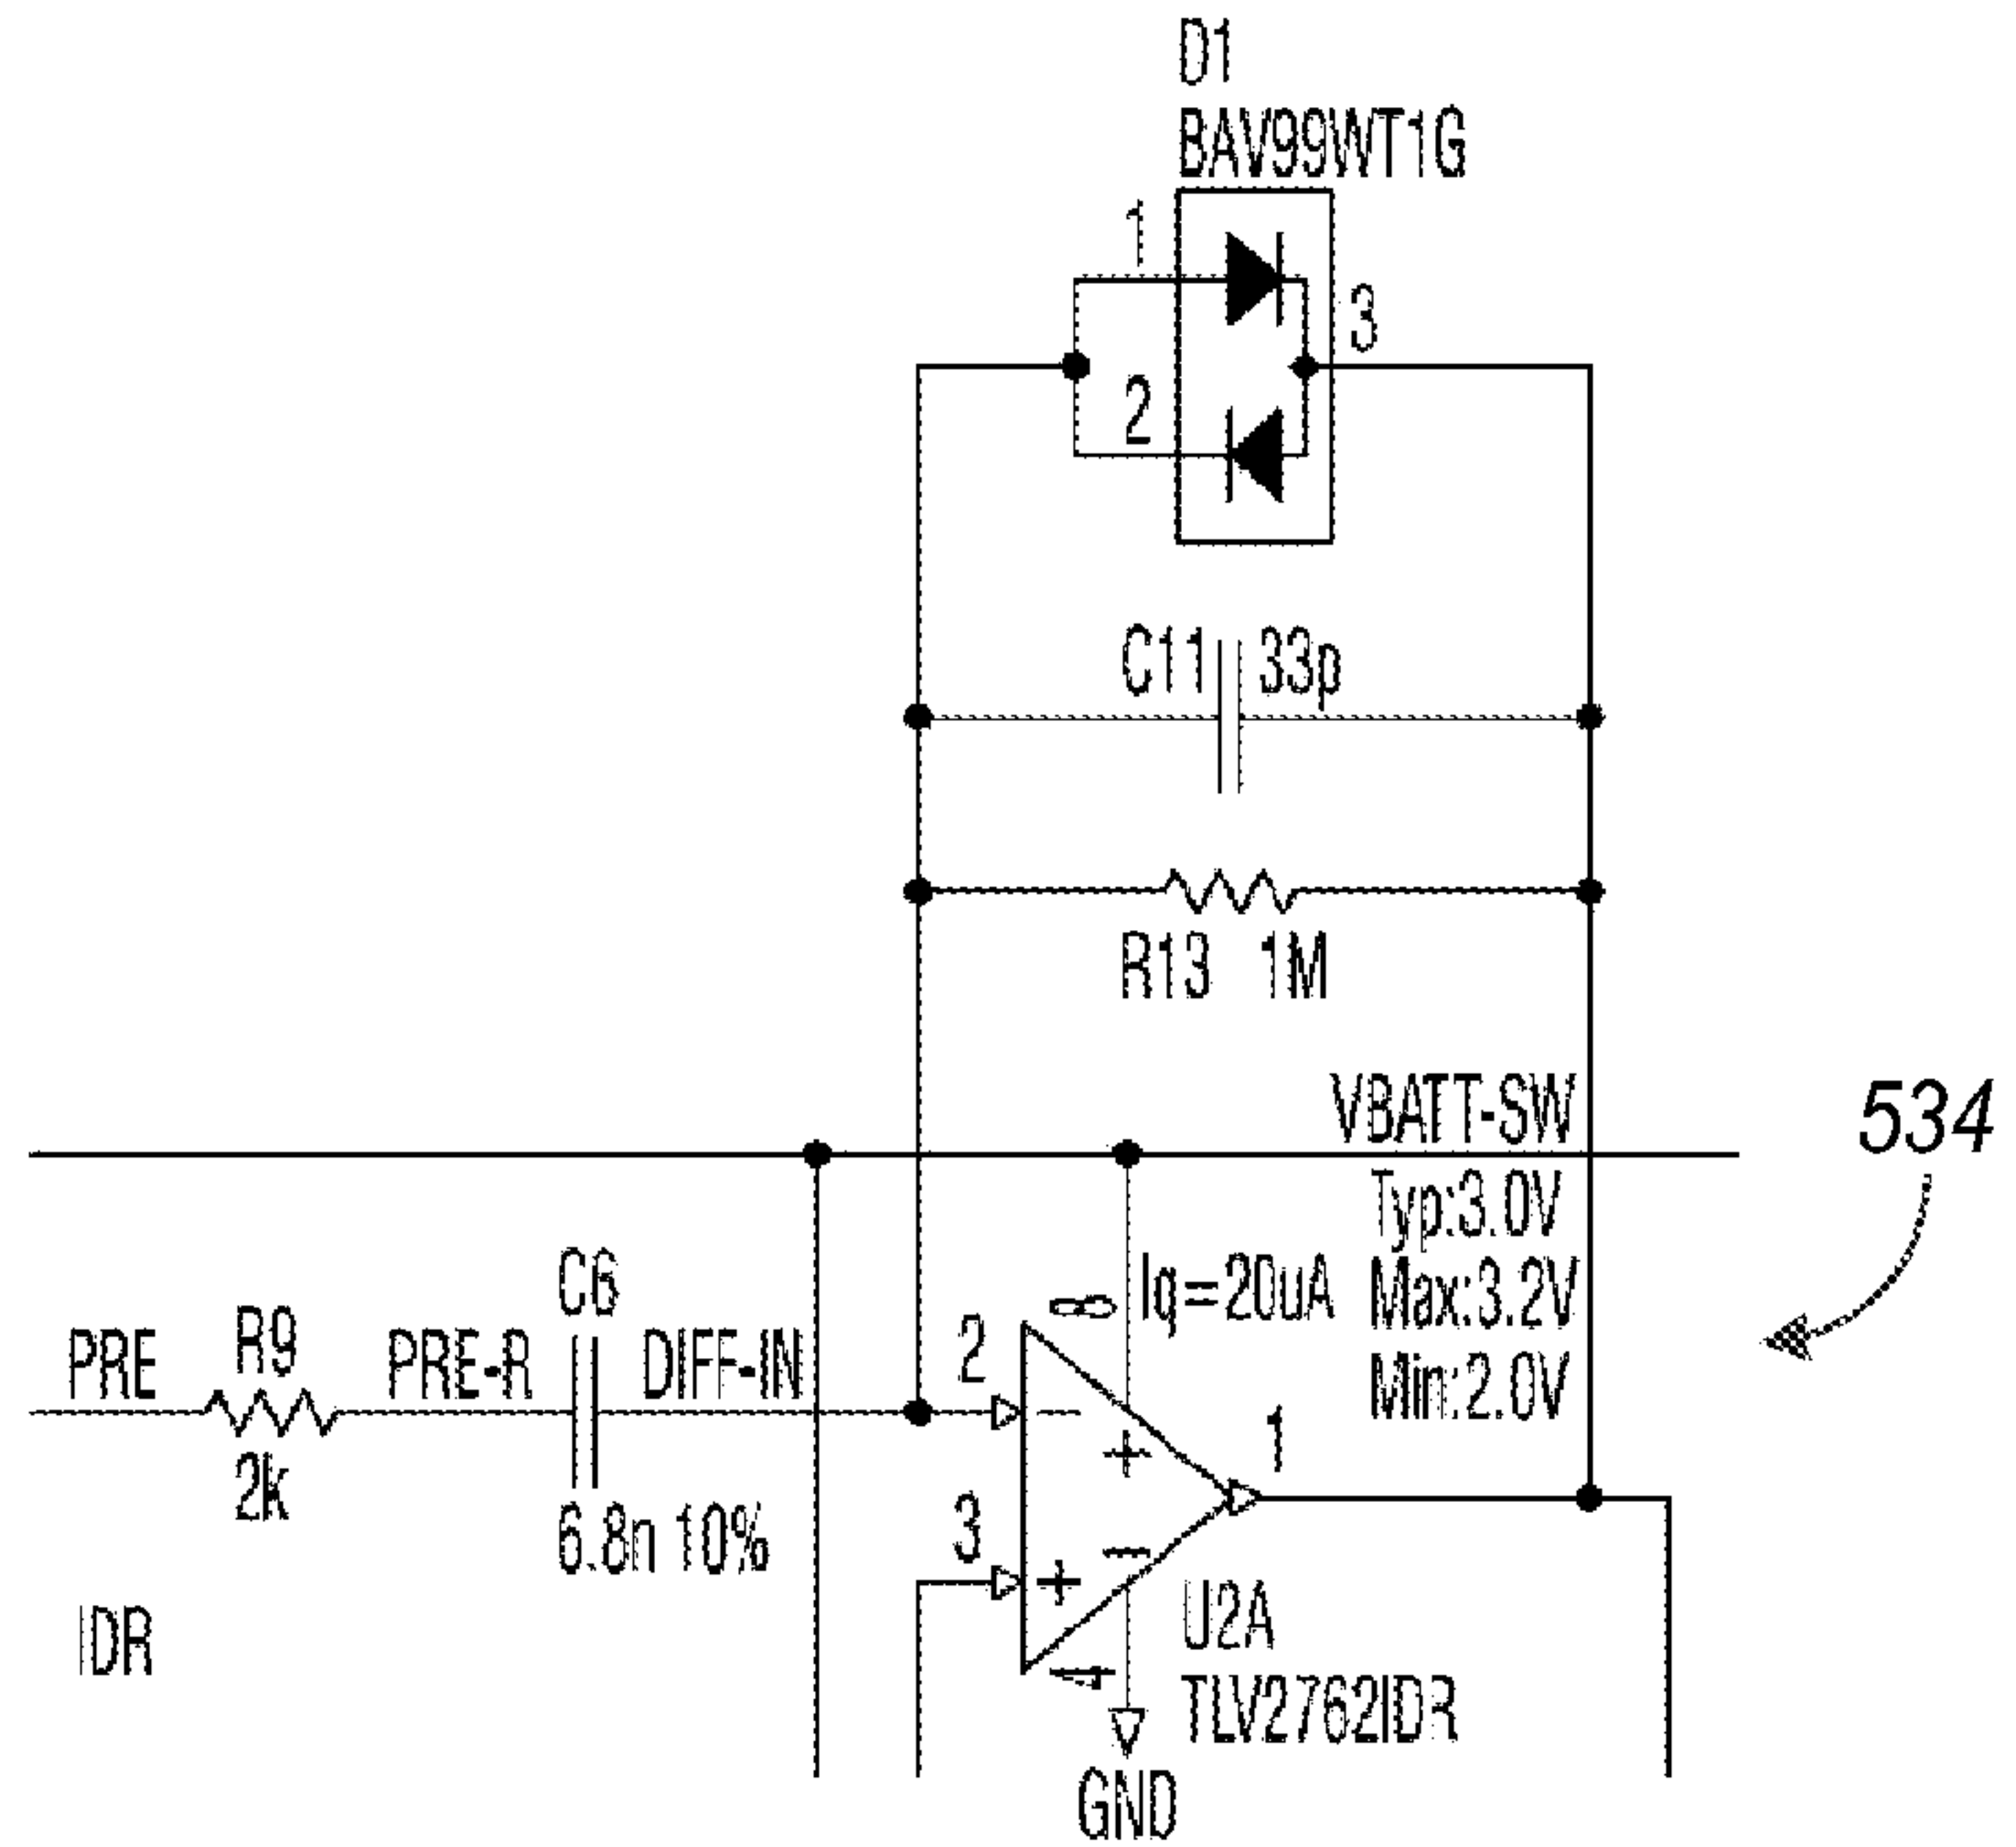 D1
BAV99WT1G
1
3
2
C11 33p
R13 1M
VBATT-SW
534
Typ:3.0V
Max:3.2V
Min:2.0V
8 Iq=20uA
C6
PRE R9 PRE-R DIFF-IN 2
2k
6.8n 10%
3
1
+
-
+
IDR
4
U2A
TLV2762IDR
GND